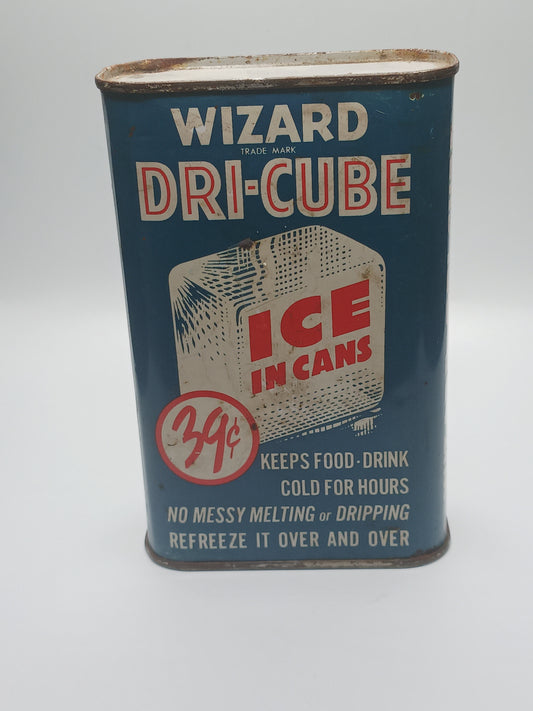 WIZARD
TRADE MARK
DRI-CUBE
ICE
IN CANS
39¢
KEEPS FOOD-DRINK
COLD FOR HOURS
NO MESSY MELTING or DRIPPING
REFREEZE IT OVER AND OVER